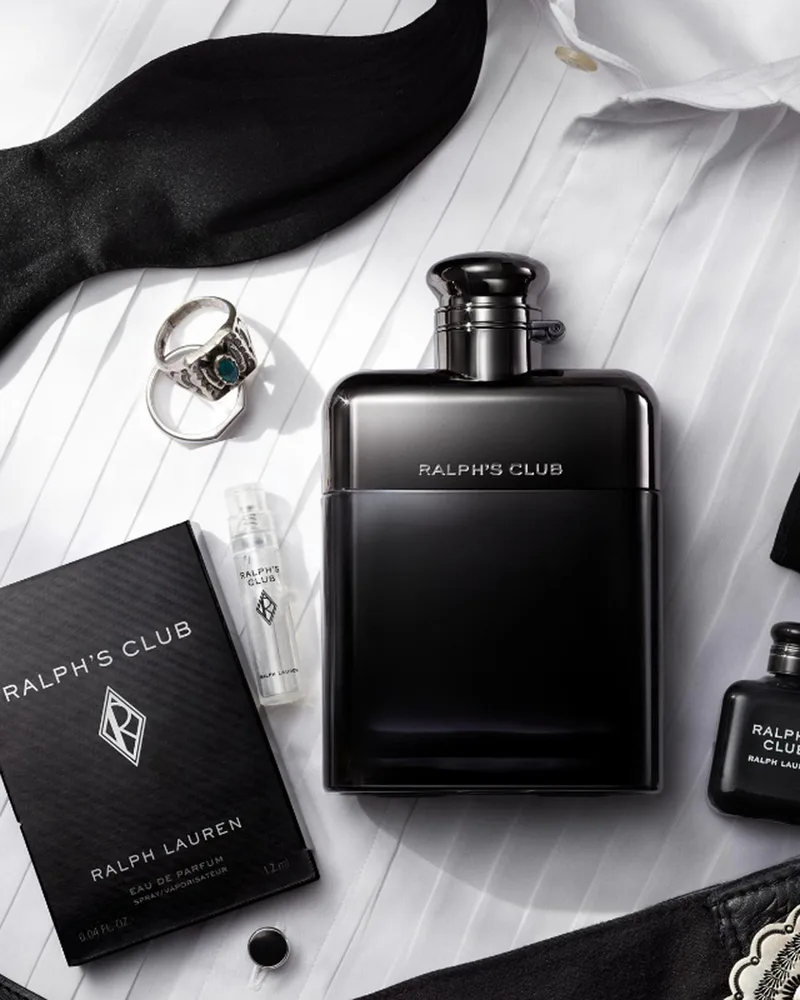 RALPH'S CLUB
RALPH'S
CLUB
RALPH LAUREN
RALPH'S CLUB
RALPH LAUREN
EAU DE PARFUM
SPRAY/VAPORISATEUR
1.2 ml
0.04 FL. OZ.
RALPH
CLUB
RALPH LAU